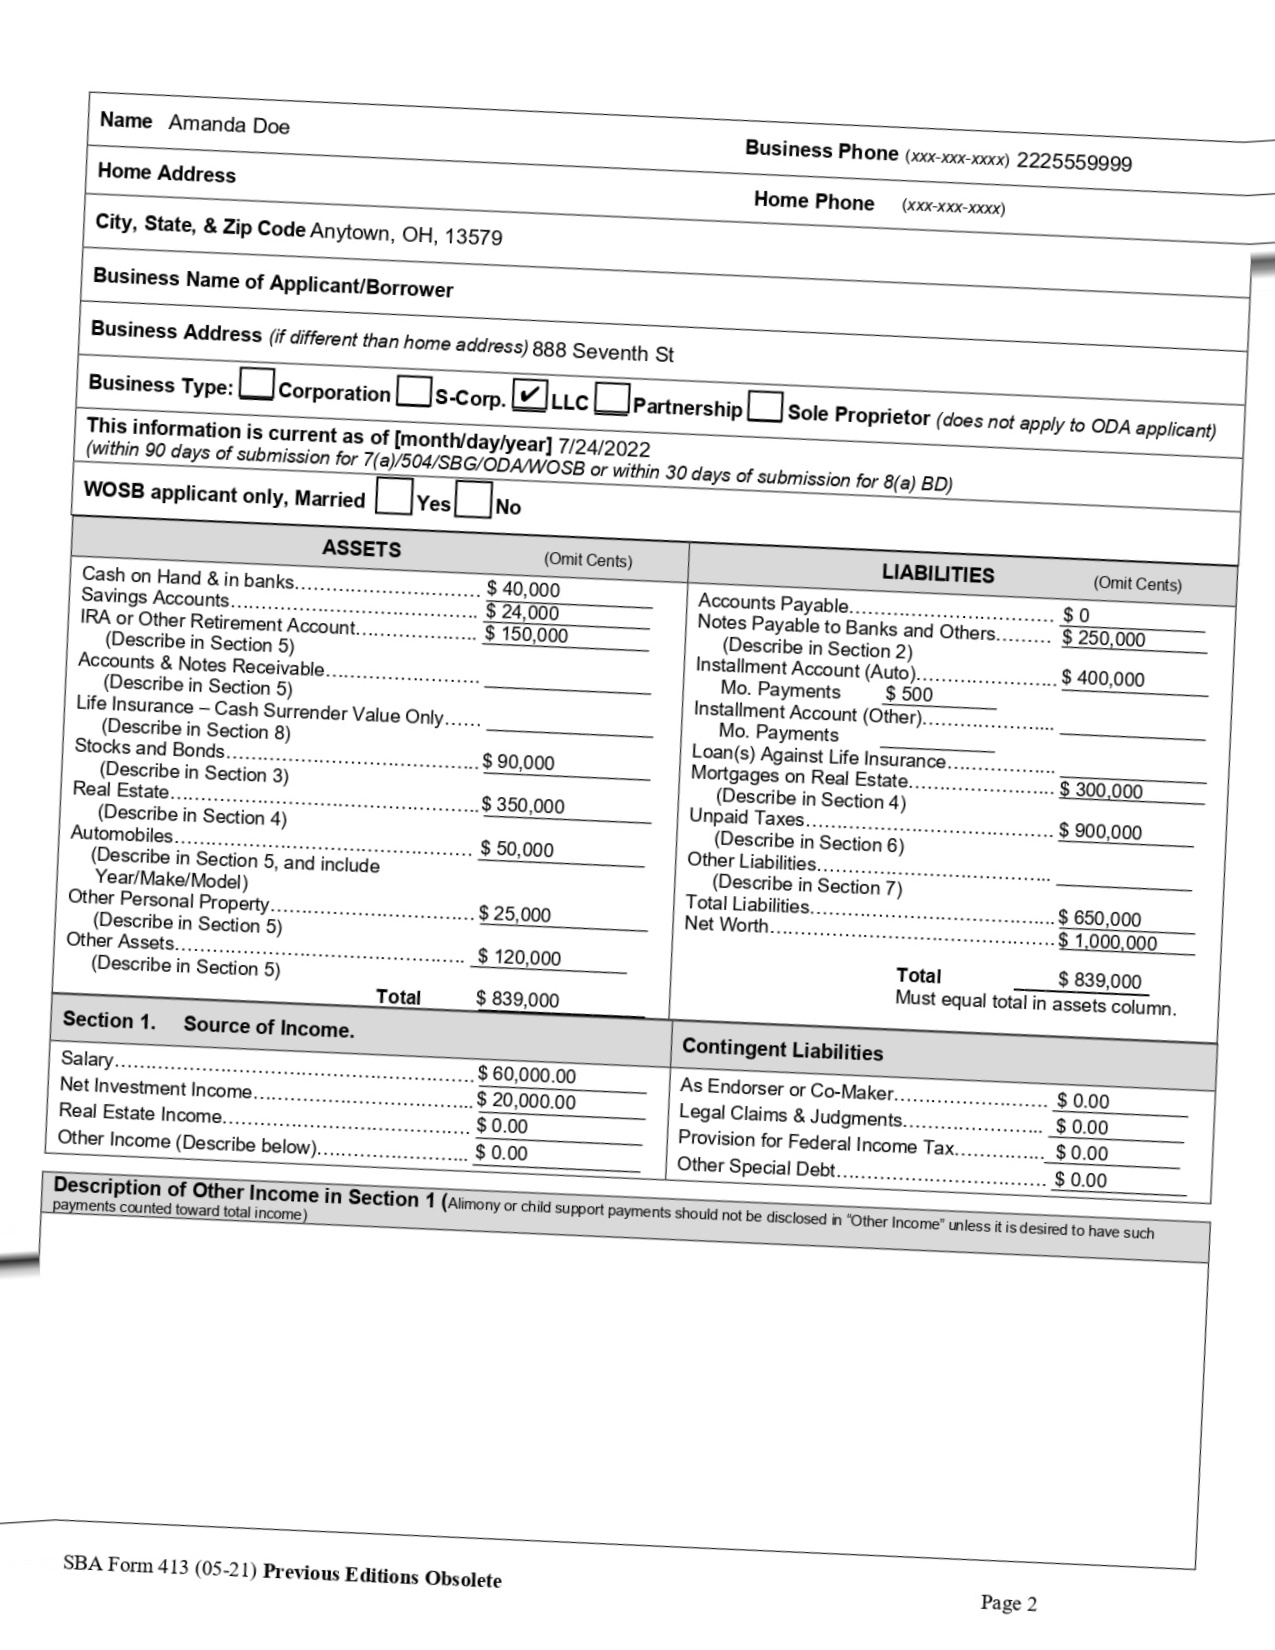 Name Amanda Doe
Business Phone (xxx-xxx-xxxx) 2225559999
Home Address
Home Phone (xxx-xxx-xxxx)
City, State, & Zip Code Anytown, OH, 13579
Business Name of Applicant/Borrower
Business Address (if different than home address) 888 Seventh St
Business Type: Corporation S-Corp. ✔ LLC Partnership Sole Proprietor (does not apply to ODA applicant)
This information is current as of [month/day/year] 7/24/2022
(within 90 days of submission for 7(a)/504/SBG/ODA/WOSB or within 30 days of submission for 8(a) BD)
WOSB applicant only, Married Yes No
ASSETS (Omit Cents)
Cash on Hand & in banks.............................. $ 40,000
Savings Accounts........................................ $ 24,000
IRA or Other Retirement Account.................... $ 150,000
(Describe in Section 5)
Accounts & Notes Receivable.........................
(Describe in Section 5)
Life Insurance – Cash Surrender Value Only......
(Describe in Section 8)
Stocks and Bonds......................................... $ 90,000
(Describe in Section 3)
Real Estate.................................................. $ 350,000
(Describe in Section 4)
Automobiles................................................ $ 50,000
(Describe in Section 5, and include
Year/Make/Model)
Other Personal Property................................. $ 25,000
(Describe in Section 5)
Other Assets............................................... $ 120,000
(Describe in Section 5)
Total $ 839,000
LIABILITIES (Omit Cents)
Accounts Payable................................. $ 0
Notes Payable to Banks and Others......... $ 250,000
(Describe in Section 2)
Installment Account (Auto)....................... $ 400,000
Mo. Payments $ 500
Installment Account (Other).....................
Mo. Payments
Loan(s) Against Life Insurance.................
Mortgages on Real Estate....................... $ 300,000
(Describe in Section 4)
Unpaid Taxes........................................ $ 900,000
(Describe in Section 6)
Other Liabilities.....................................
(Describe in Section 7)
Total Liabilities....................................... $ 650,000
Net Worth............................................. $ 1,000,000
Total $ 839,000
Must equal total in assets column.
Section 1. Source of Income.
Salary......................................................... $ 60,000.00
Net Investment Income................................... $ 20,000.00
Real Estate Income........................................ $ 0.00
Other Income (Describe below)........................ $ 0.00
Contingent Liabilities
As Endorser or Co-Maker......................... $ 0.00
Legal Claims & Judgments....................... $ 0.00
Provision for Federal Income Tax.............. $ 0.00
Other Special Debt.................................. $ 0.00
Description of Other Income in Section 1 (Alimony or child support payments should not be disclosed in “Other Income” unless it is desired to have such
payments counted toward total income)
SBA Form 413 (05-21) Previous Editions Obsolete
Page 2